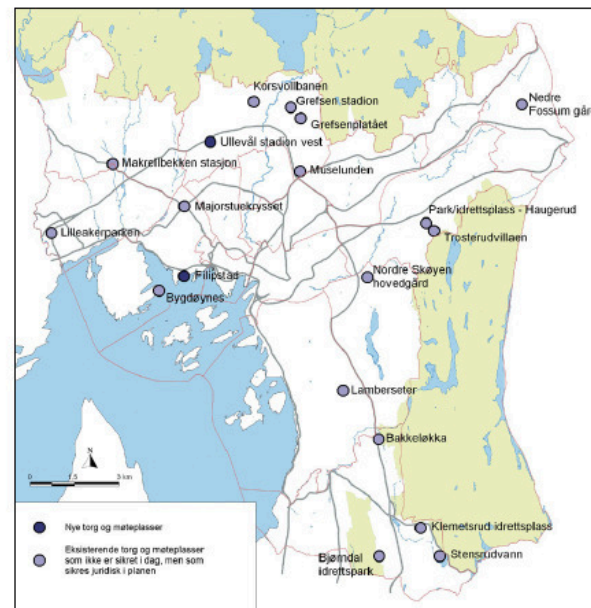 Korsvollbanen
Grefsen stadion
Grefsenplatået
Nedre
Fossum gård
Ullevål stadion vest
Makrellbekken stasjon
Muselunden
Majorstuekrysset
Park/idrettsplass - Haugerud
Trosterudvillaen
Lilleakerparken
Filipstad
Nordre Skøyen
hovedgård
Bygdøynes
Lamberseter
Bakkeløkka
N
0 1.5 3 km
Klemetsrud idrettsplass
Bjørndal
idrettspark
Stensrudvann
Nye torg og møteplasser
Eksisterende torg og møteplasser
som ikke er sikret i dag, men som
sikres juridisk i planen